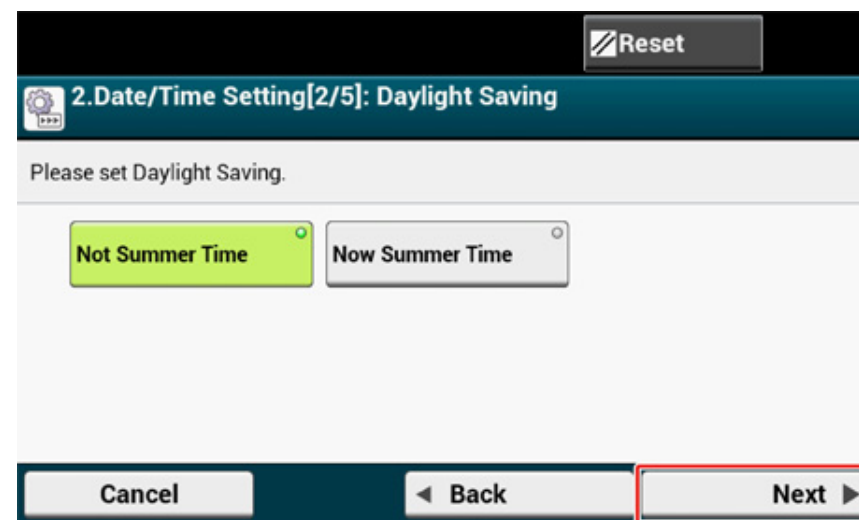 Reset
2.Date/Time Setting[2/5]: Daylight Saving
Please set Daylight Saving.
Not Summer Time
Now Summer Time
Cancel
Back
Next